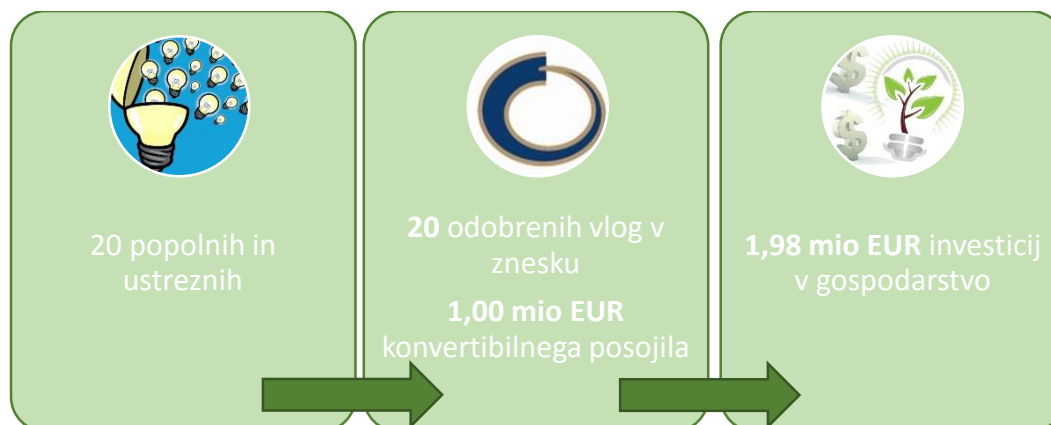 20 popolnih in
ustreznih
20 odobrenih vlog v
znesku
1,00 mio EUR
konvertibilnega posojila
1,98 mio EUR investicij
v gospodarstvo